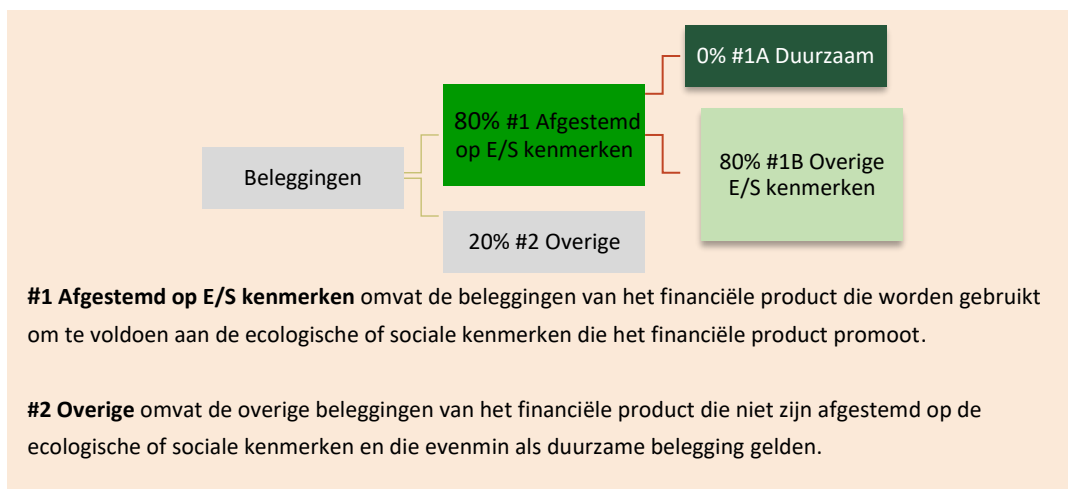 0% #1A Duurzaam
80% #1 Afgestemd
op E/S kenmerken
80% #1B Overige
E/S kenmerken
Beleggingen
20% #2 Overige
#1 Afgestemd op E/S kenmerken omvat de beleggingen van het financiële product die worden gebruikt
om te voldoen aan de ecologische of sociale kenmerken die het financiële product promoot.
#2 Overige omvat de overige beleggingen van het financiële product die niet zijn afgestemd op de
ecologische of sociale kenmerken en die evenmin als duurzame belegging gelden.